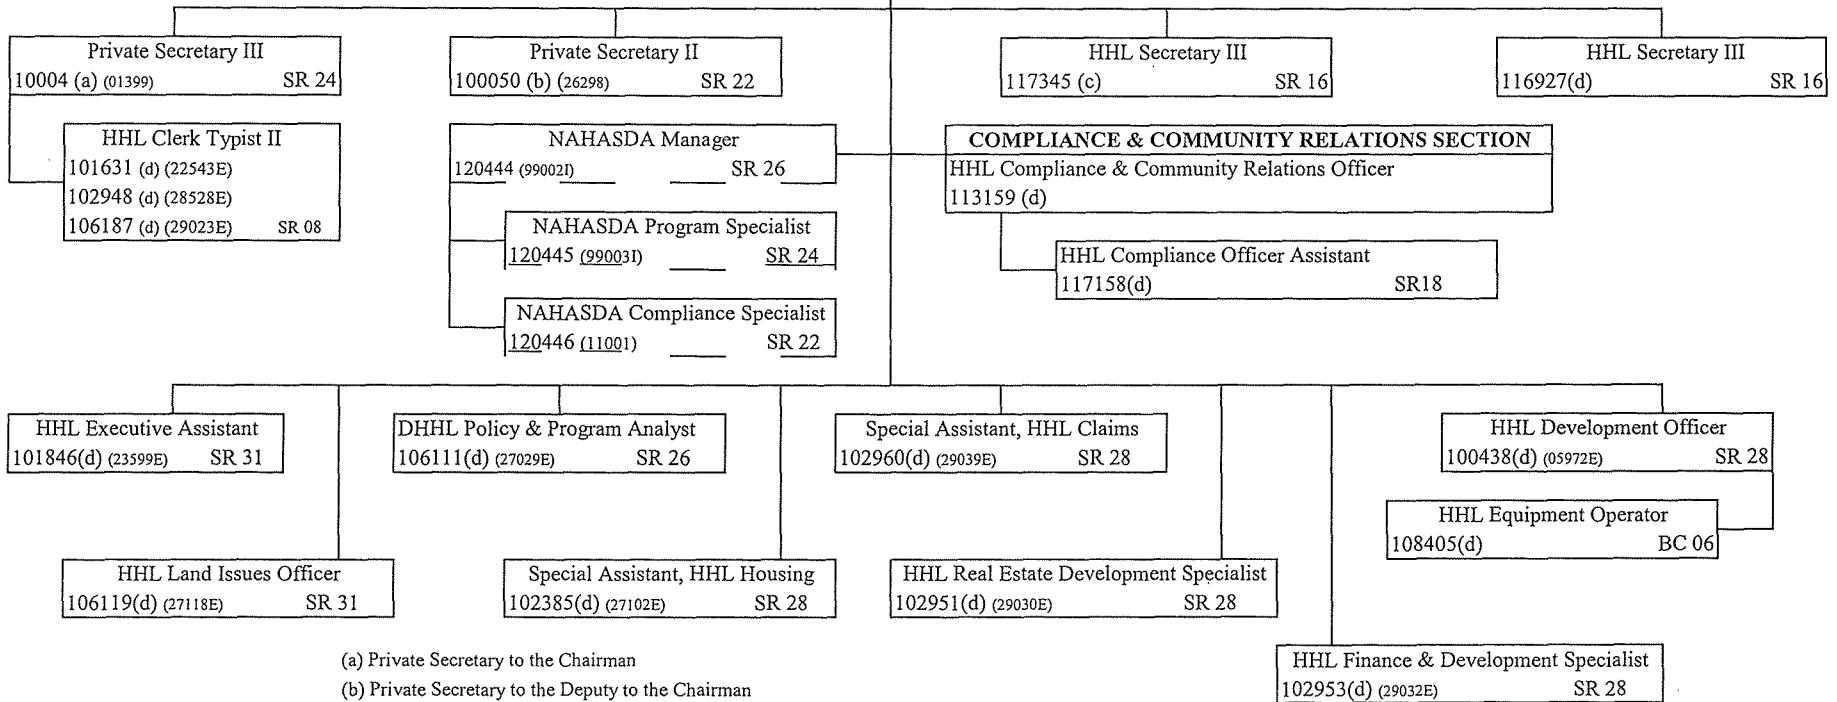 Private Secretary III
10004 (a) (01399) SR 24
Private Secretary II
100050 (b) (26298) SR 22
HHL Secretary III
117345 (c) SR 16
HHL Secretary III
116927(d) SR 16
HHL Clerk Typist II
101631 (d) (22543E)
102948 (d) (28528E)
106187 (d) (29023E) SR 08
NAHASDA Manager
120444 (99002I) SR 26
NAHASDA Program Specialist
120445 (99003I) SR 24
NAHASDA Compliance Specialist
120446 (11001) SR 22
COMPLIANCE & COMMUNITY RELATIONS SECTION
HHL Compliance & Community Relations Officer
113159 (d)
HHL Compliance Officer Assistant
117158(d) SR18
HHL Executive Assistant
101846(d) (23599E) SR 31
DHHL Policy & Program Analyst
106111(d) (27029E) SR 26
Special Assistant, HHL Claims
102960(d) (29039E) SR 28
HHL Development Officer
100438(d) (05972E) SR 28
HHL Equipment Operator
108405(d) BC 06
HHL Land Issues Officer
106119(d) (27118E) SR 31
Special Assistant, HHL Housing
102385(d) (27102E) SR 28
HHL Real Estate Development Specialist
102951(d) (29030E) SR 28
HHL Finance & Development Specialist
102953(d) (29032E) SR 28
(a) Private Secretary to the Chairman
(b) Private Secretary to the Deputy to the Chairman